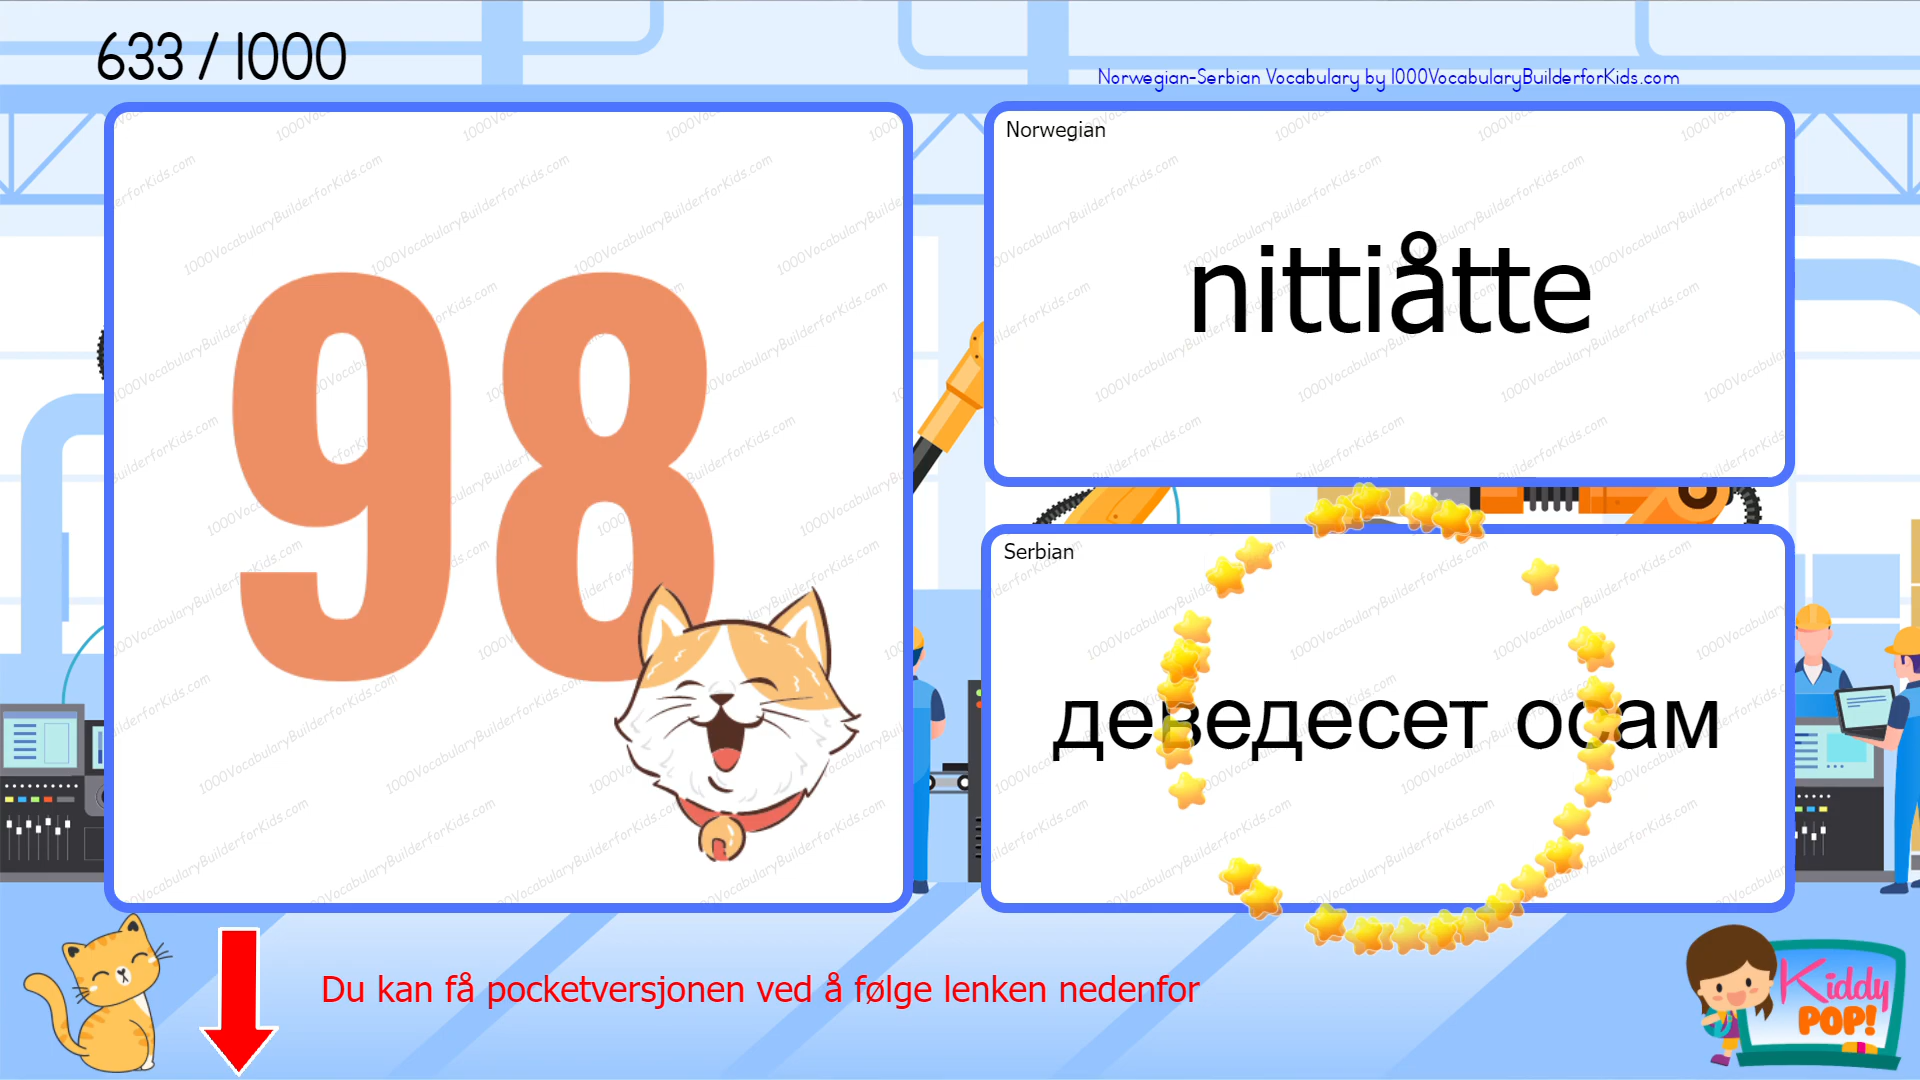 633 / 1000
Norwegian-Serbian Vocabulary by 1000VocabularyBuilderforKids.com
98
Norwegian
nittiåtte
Serbian
деведесет осам
Du kan få pocketversjonen ved å følge lenken nedenfor
Kiddy
POP!